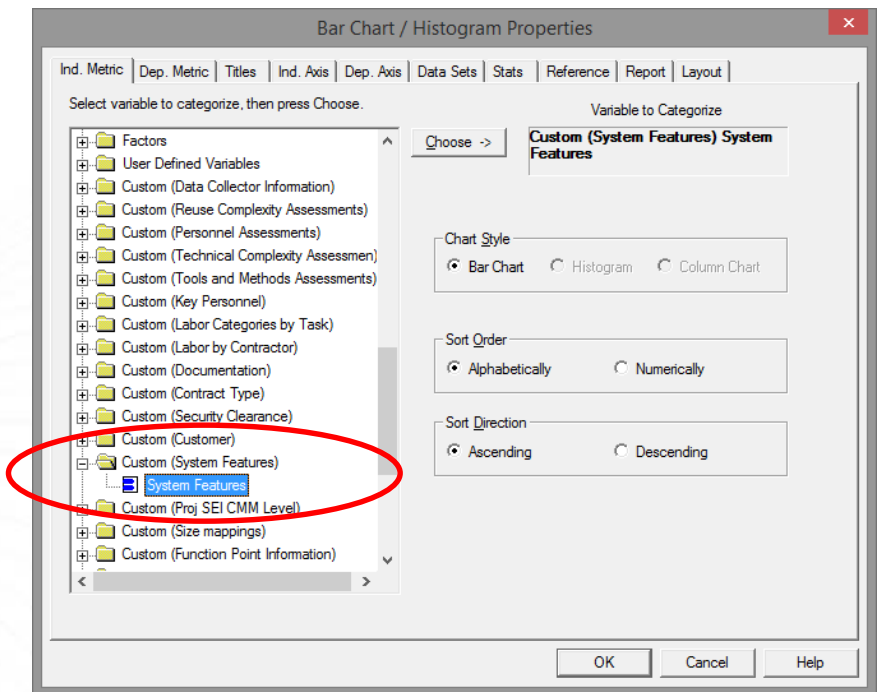 Bar Chart / Histogram Properties
Ind. Metric Dep. Metric Titles Ind. Axis Dep. Axis Data Sets Stats Reference Report Layout
Select variable to categorize, then press Choose.
Variable to Categorize
Choose ->
Custom (System Features) System
Features
Factors
User Defined Variables
Custom (Data Collector Information)
Custom (Reuse Complexity Assessments)
Custom (Personnel Assessments)
Custom (Technical Complexity Assessmen)
Custom (Tools and Methods Assessments)
Custom (Key Personnel)
Custom (Labor Categories by Task)
Custom (Labor by Contractor)
Custom (Documentation)
Custom (Contract Type)
Custom (Security Clearance)
Custom (Customer)
Custom (System Features)
System Features
Custom (Proj SEI CMM Level)
Custom (Size mappings)
Custom (Function Point Information)
Chart Style
Bar Chart Histogram Column Chart
Sort Order
Alphabetically Numerically
Sort Direction
Ascending Descending
OK Cancel Help